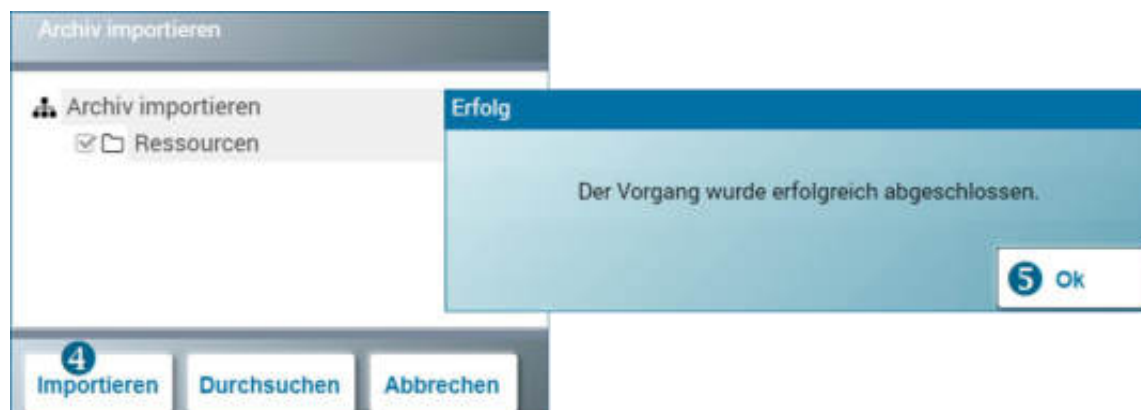 Archiv importieren
Archiv importieren
Ressourcen
Erfolg
Der Vorgang wurde erfolgreich abgeschlossen.
5 Ok
4
Importieren Durchsuchen Abbrechen